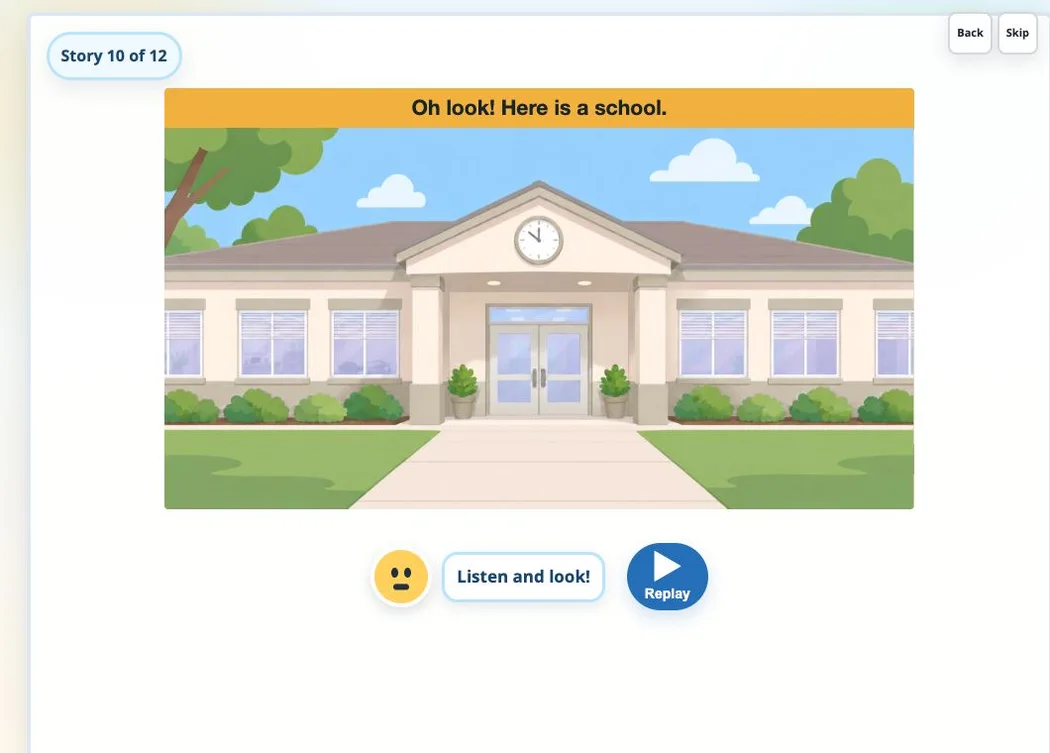 Story 10 of 12
Back
Skip
Oh look! Here is a school.
Listen and look!
Replay